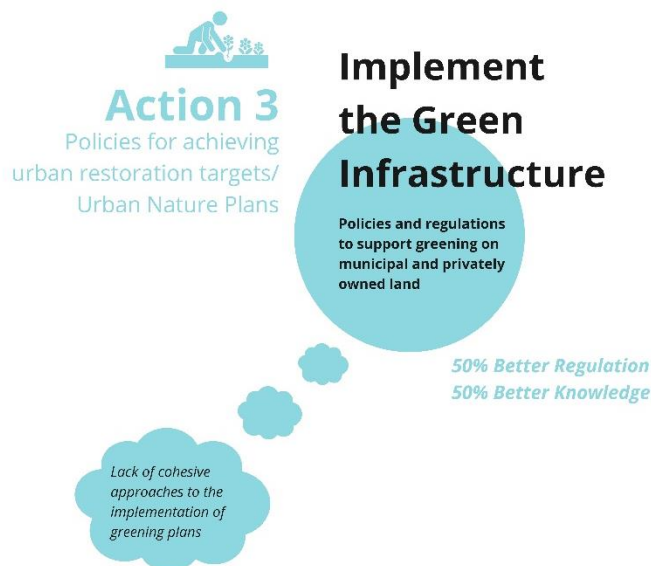 Action 3
Policies for achieving
urban restoration targets/
Urban Nature Plans
Implement
the Green
Infrastructure
Policies and regulations
to support greening on
municipal and privately
owned land
50% Better Regulation
50% Better Knowledge
Lack of cohesive
approaches to the
implementation of
greening plans